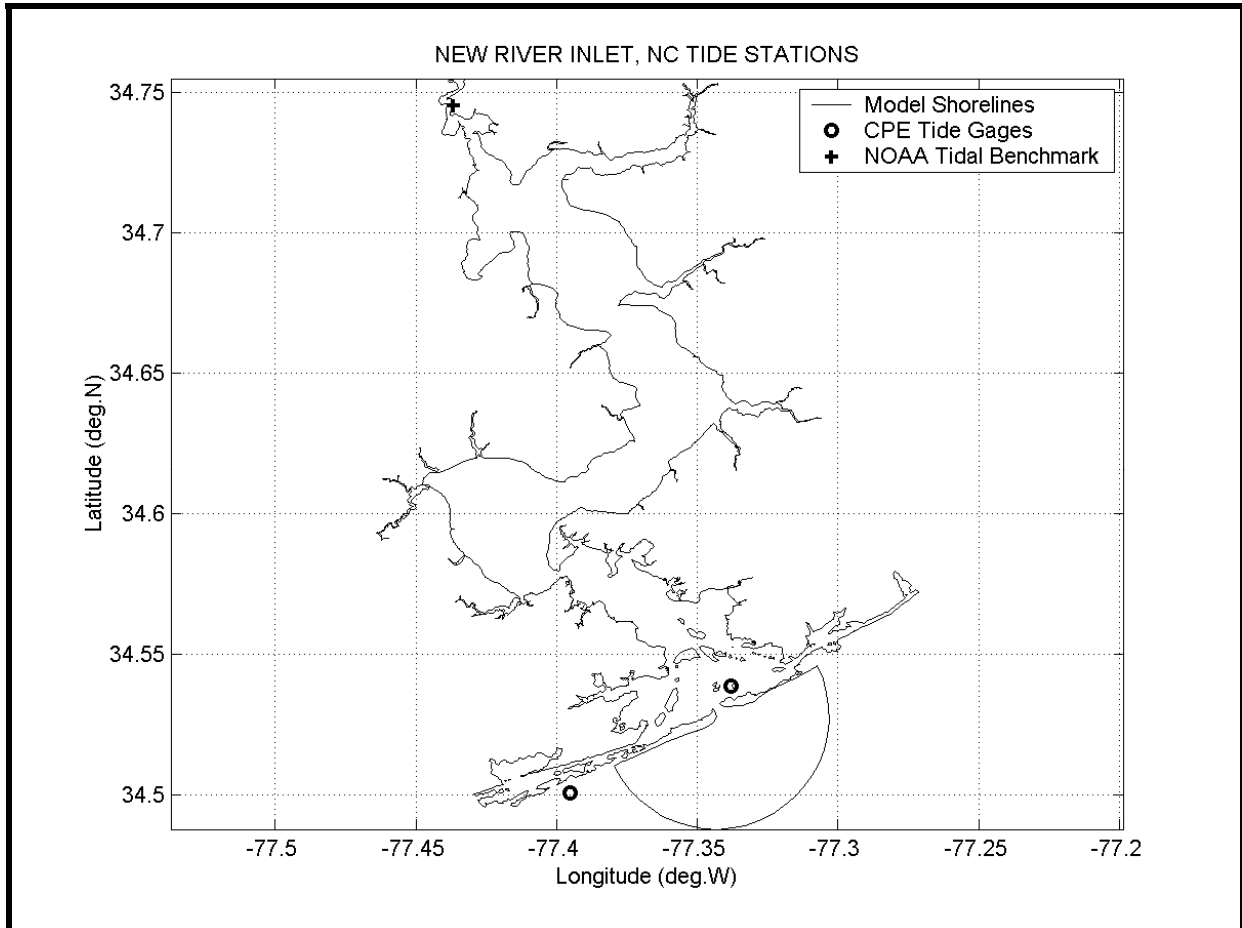 NEW RIVER INLET, NC TIDE STATIONS
Model Shorelines
CPE Tide Gages
NOAA Tidal Benchmark
34.75
34.7
34.65
34.6
34.55
34.5
Latitude (deg.N)
-77.5 -77.45 -77.4 -77.35 -77.3 -77.25 -77.2
Longitude (deg.W)